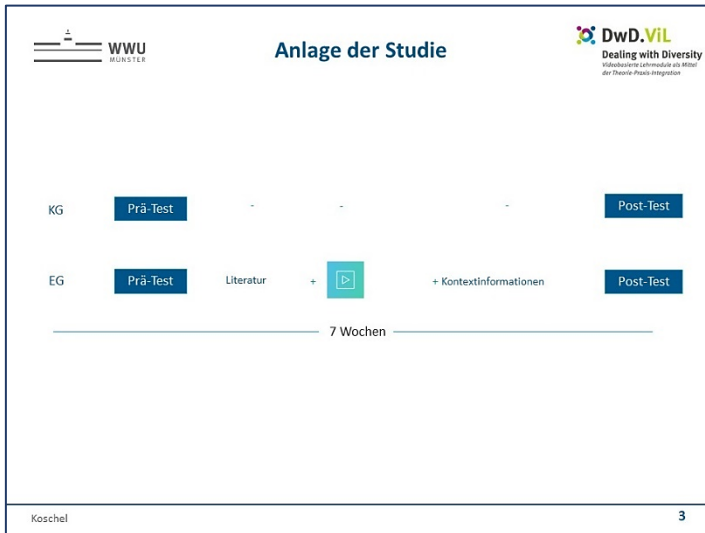 WWU
MÜNSTER
Anlage der Studie
DwD.ViL
Dealing with Diversity
Videobasierte Lehrmodule als Mittel
der Theorie-Praxis-Integration
KG Prä-Test - - - Post-Test
EG Prä-Test Literatur + + Kontextinformationen Post-Test
7 Wochen
Koschel 3